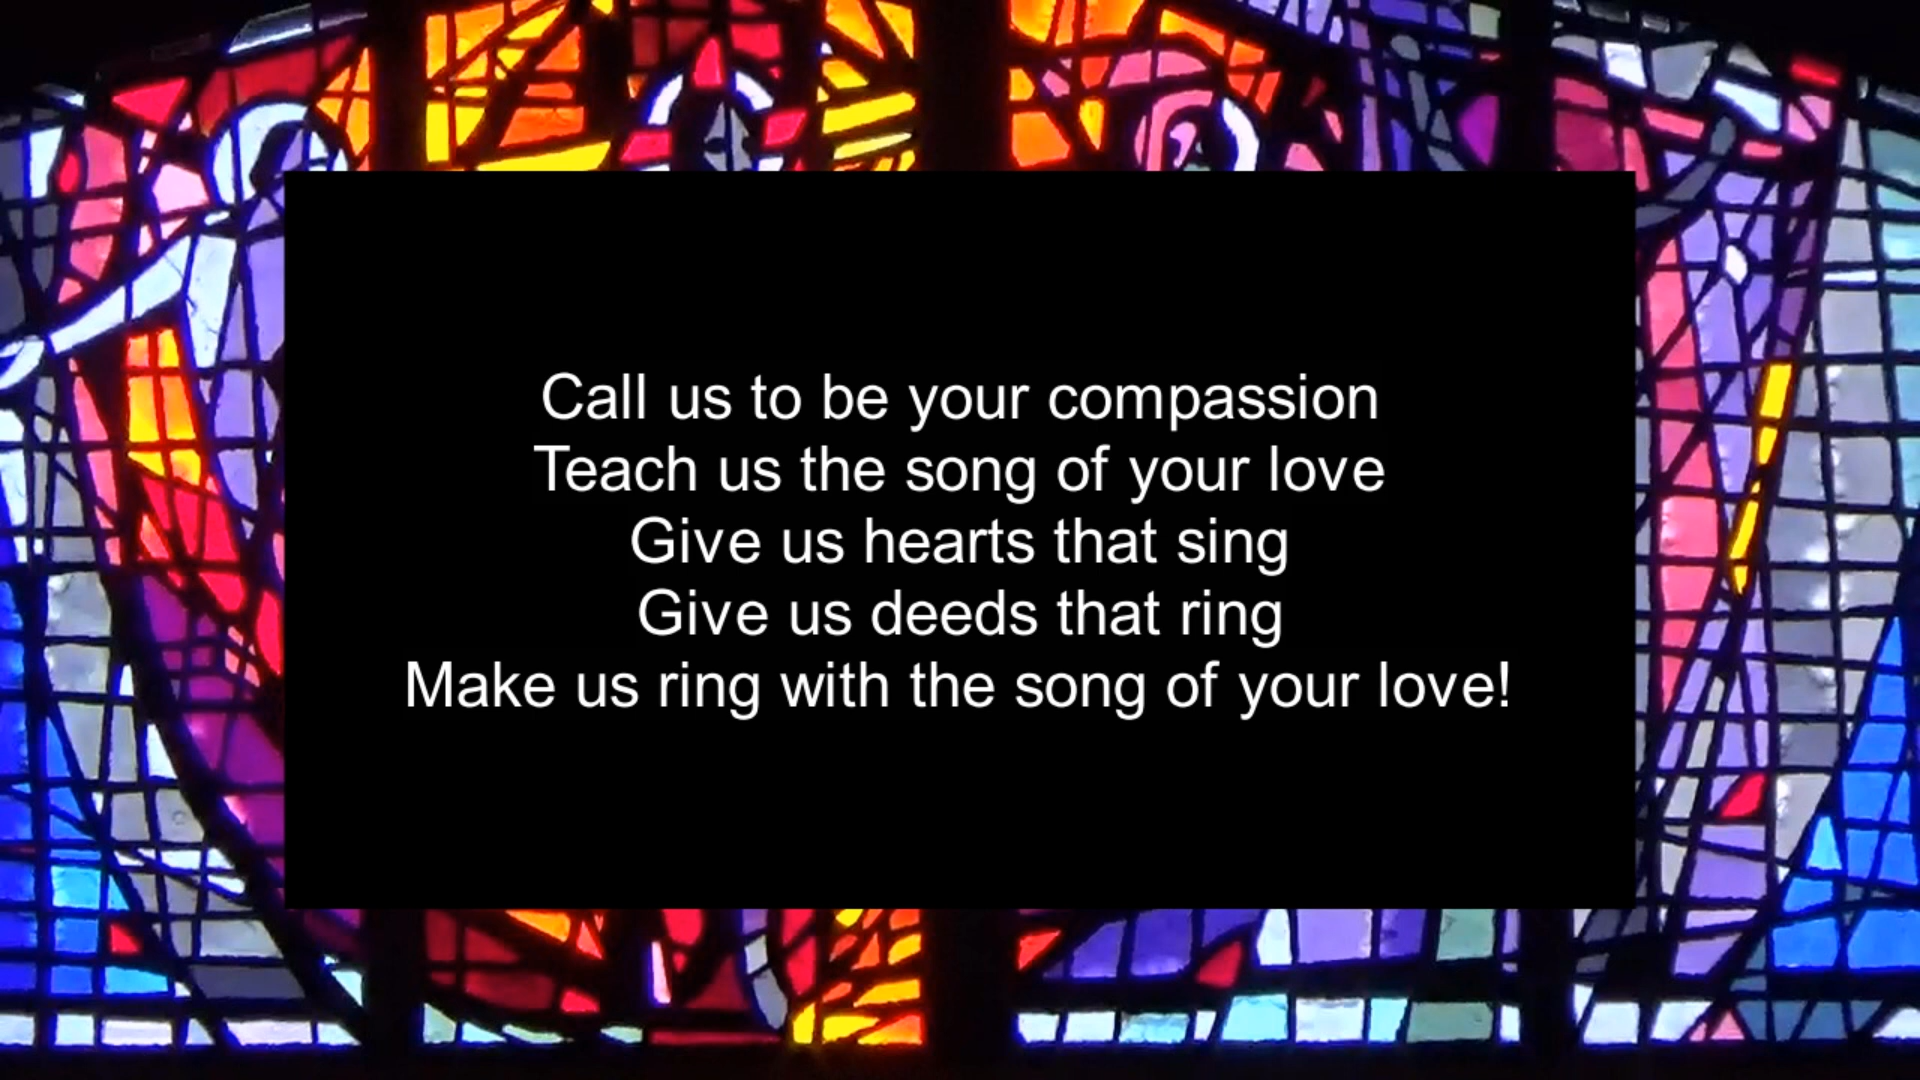 Call us to be your compassion
Teach us the song of your love
Give us hearts that sing
Give us deeds that ring
Make us ring with the song of your love!